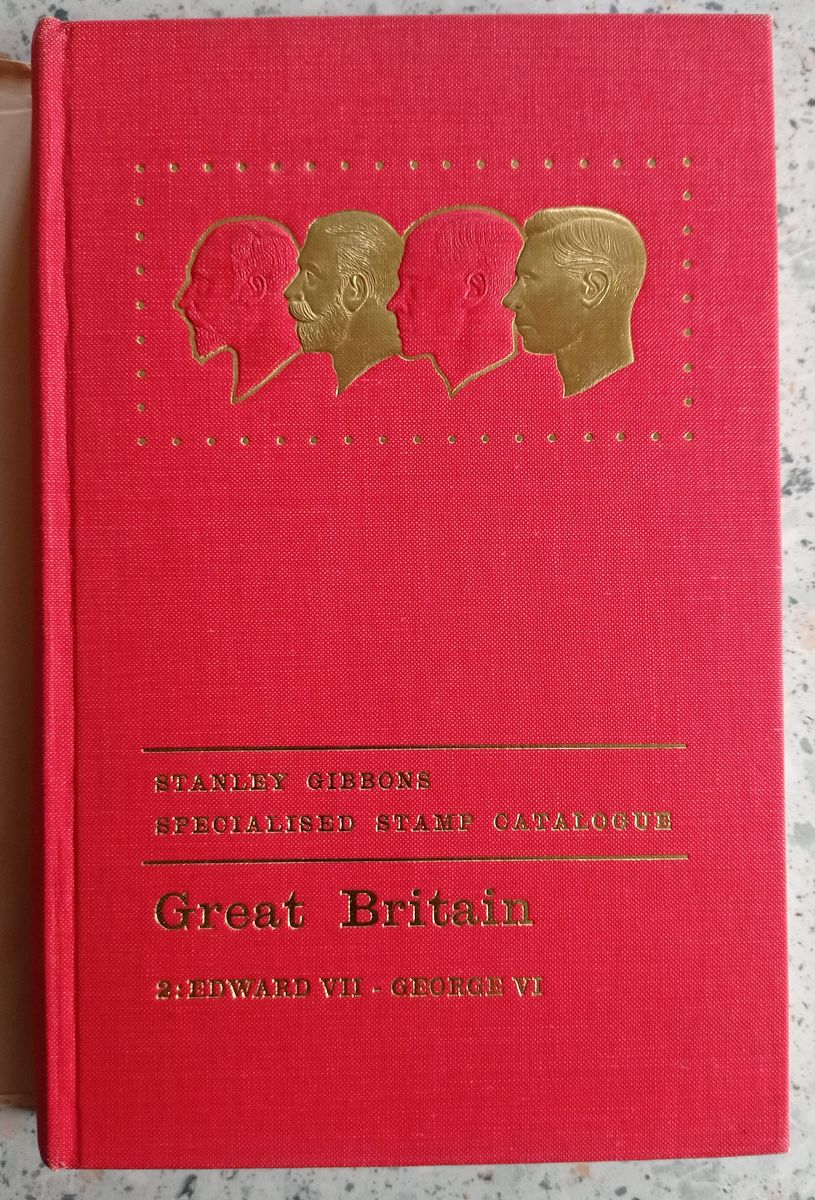 STANLEY GIBBONS
SPECIALISED STAMP CATALOGUE
Great Britain
2: EDWARD VII - GEORGE VI